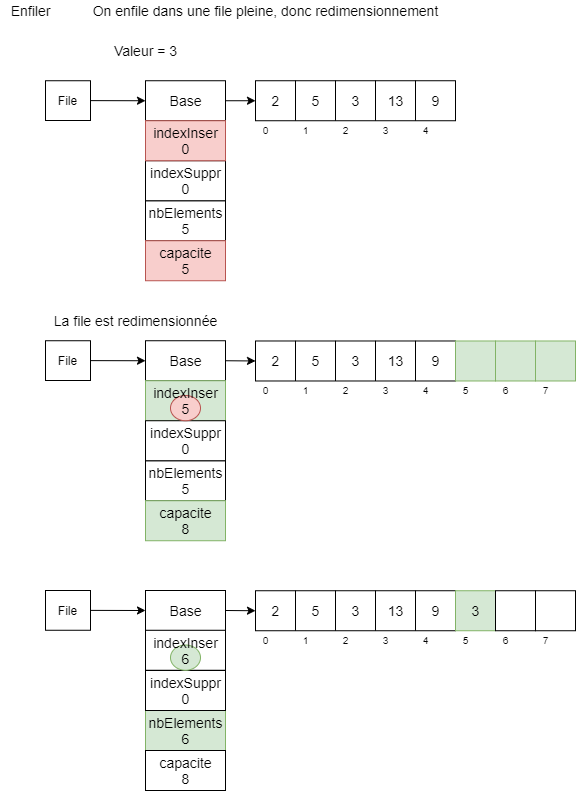 Enfiler On enfile dans une file pleine, donc redimensionnement
Valeur = 3
File Base 2 5 3 13 9
0 1 2 3 4
indexInser
0
indexSuppr
0
nbElements
5
capacite
5
La file est redimensionnée
File Base 2 5 3 13 9
0 1 2 3 4 5 6 7
indexInser
5
indexSuppr
0
nbElements
5
capacite
8
File Base 2 5 3 13 9 3
0 1 2 3 4 5 6 7
indexInser
6
indexSuppr
0
nbElements
6
capacite
8